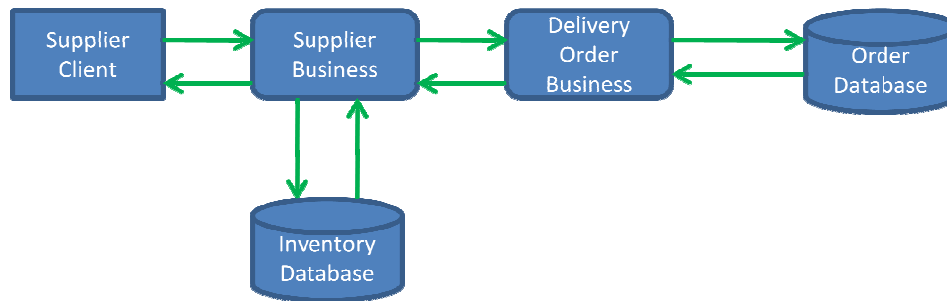 Supplier
Client
Supplier
Business
Delivery
Order
Business
Order
Database
Inventory
Database